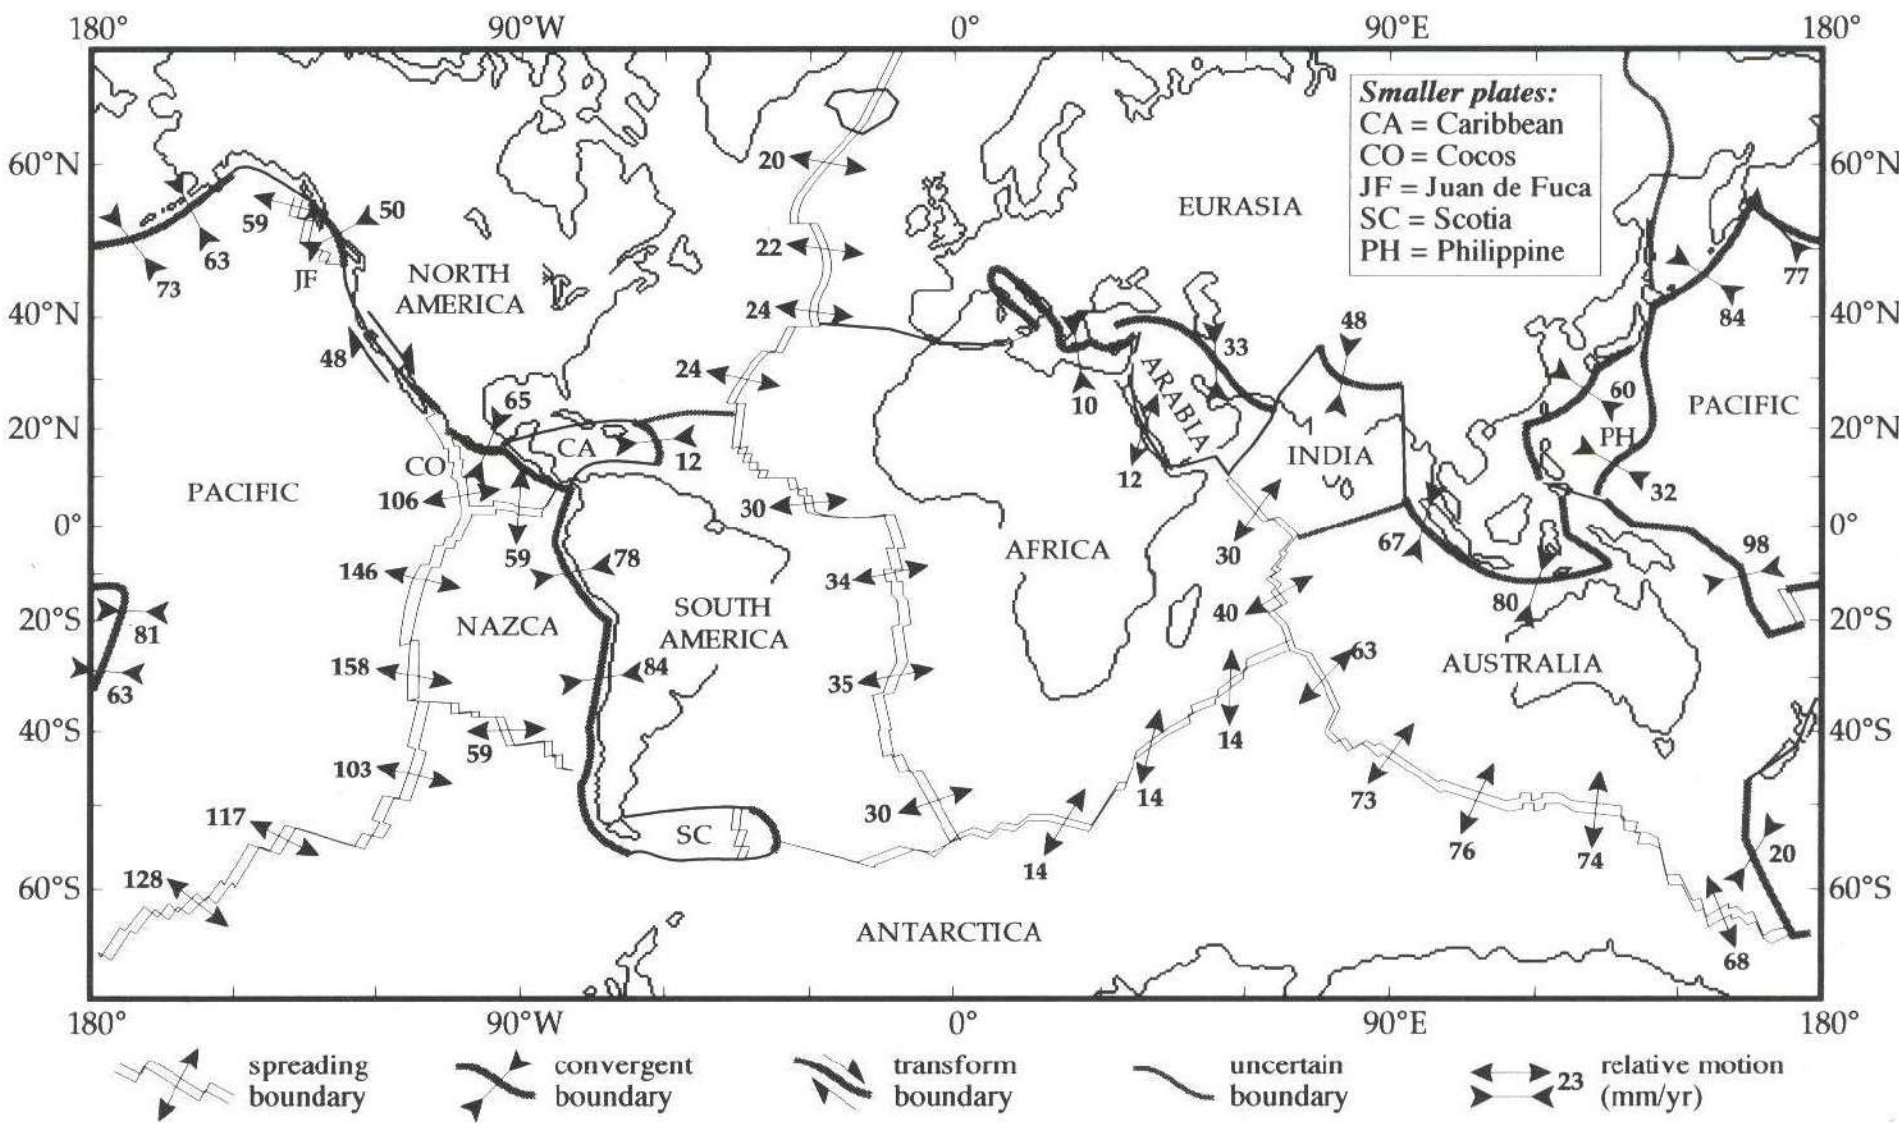 180° 90°W 0° 90°E 180°
Smaller plates:
CA = Caribbean
CO = Cocos
JF = Juan de Fuca
SC = Scotia
PH = Philippine
60°N 20 60°N
59 50 EURASIA
63 22 77
73 JF NORTH
AMERICA
40°N 24 48 84 40°N
48 24 33
65 10 ARABIA 60 PACIFIC
20°N CA INDIA PH 20°N
CO 12 12
PACIFIC 106 30 32
0° 59 AFRICA 30 67 0°
146 78 34 98
SOUTH
AMERICA
NAZCA 40 80
20°S 81 20°S
158 84 63 AUSTRALIA
63 35
40°S 59 14 40°S
103 14 73
117 30 SC 14 76 74 20
128
60°S 60°S
ANTARCTICA 68
180° 90°W 0° 90°E 180°
spreading
boundary
convergent
boundary
transform
boundary
uncertain
boundary
23 relative motion
(mm/yr)